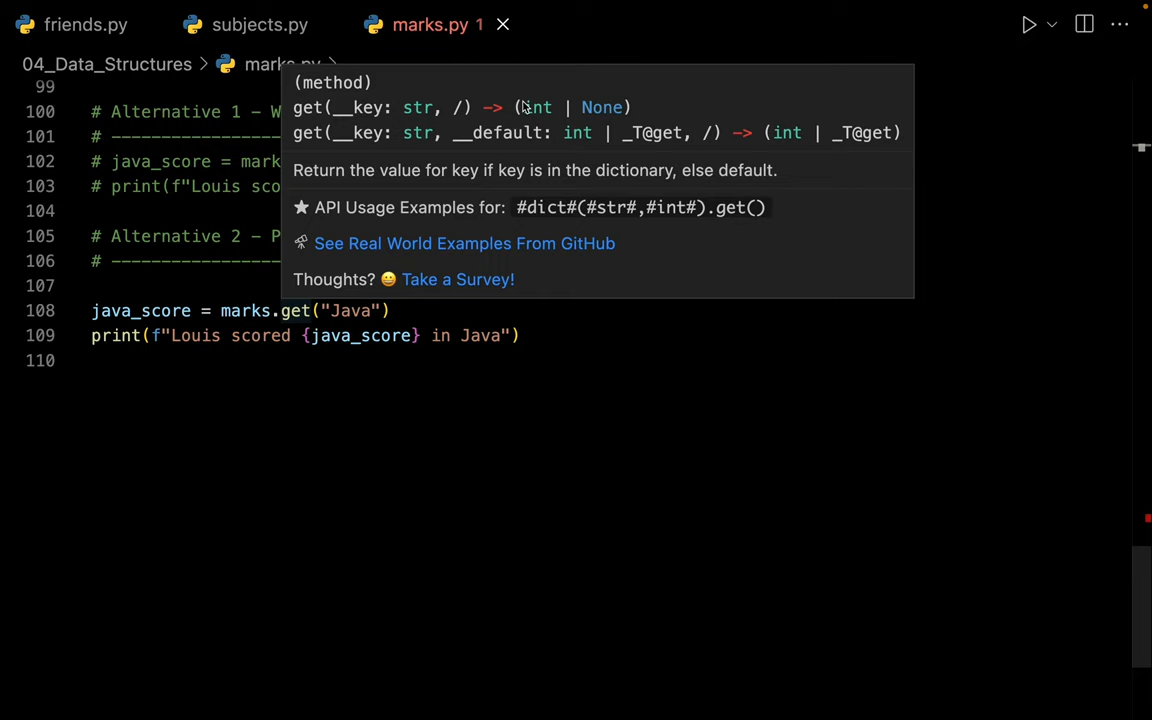 friends.py subjects.py marks.py 1
04_Data_Structures > marks.py >
(method)
get(__key: str, /) -> (int | None)
get(__key: str, __default: int | _T@get, /) -> (int | _T@get)
Return the value for key if key is in the dictionary, else default.
★ API Usage Examples for: #dict#(#str#,#int#).get()
See Real World Examples From GitHub
Thoughts? 😀 Take a Survey!
99
100 # Alternative 1 - W
101 # -----------------
102 # java_score = mark
103 # print(f"Louis sco
104
105 # Alternative 2 - P
106 # -----------------
107
108 java_score = marks.get("Java")
109 print(f"Louis scored {java_score} in Java")
110